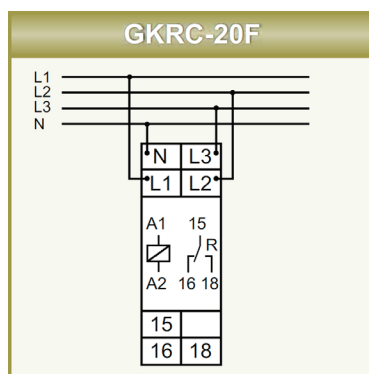 GKRC-20F
L1
L2
L3
N
N L3
L1 L2
A1 15
R
A2 16 18
15
16 18